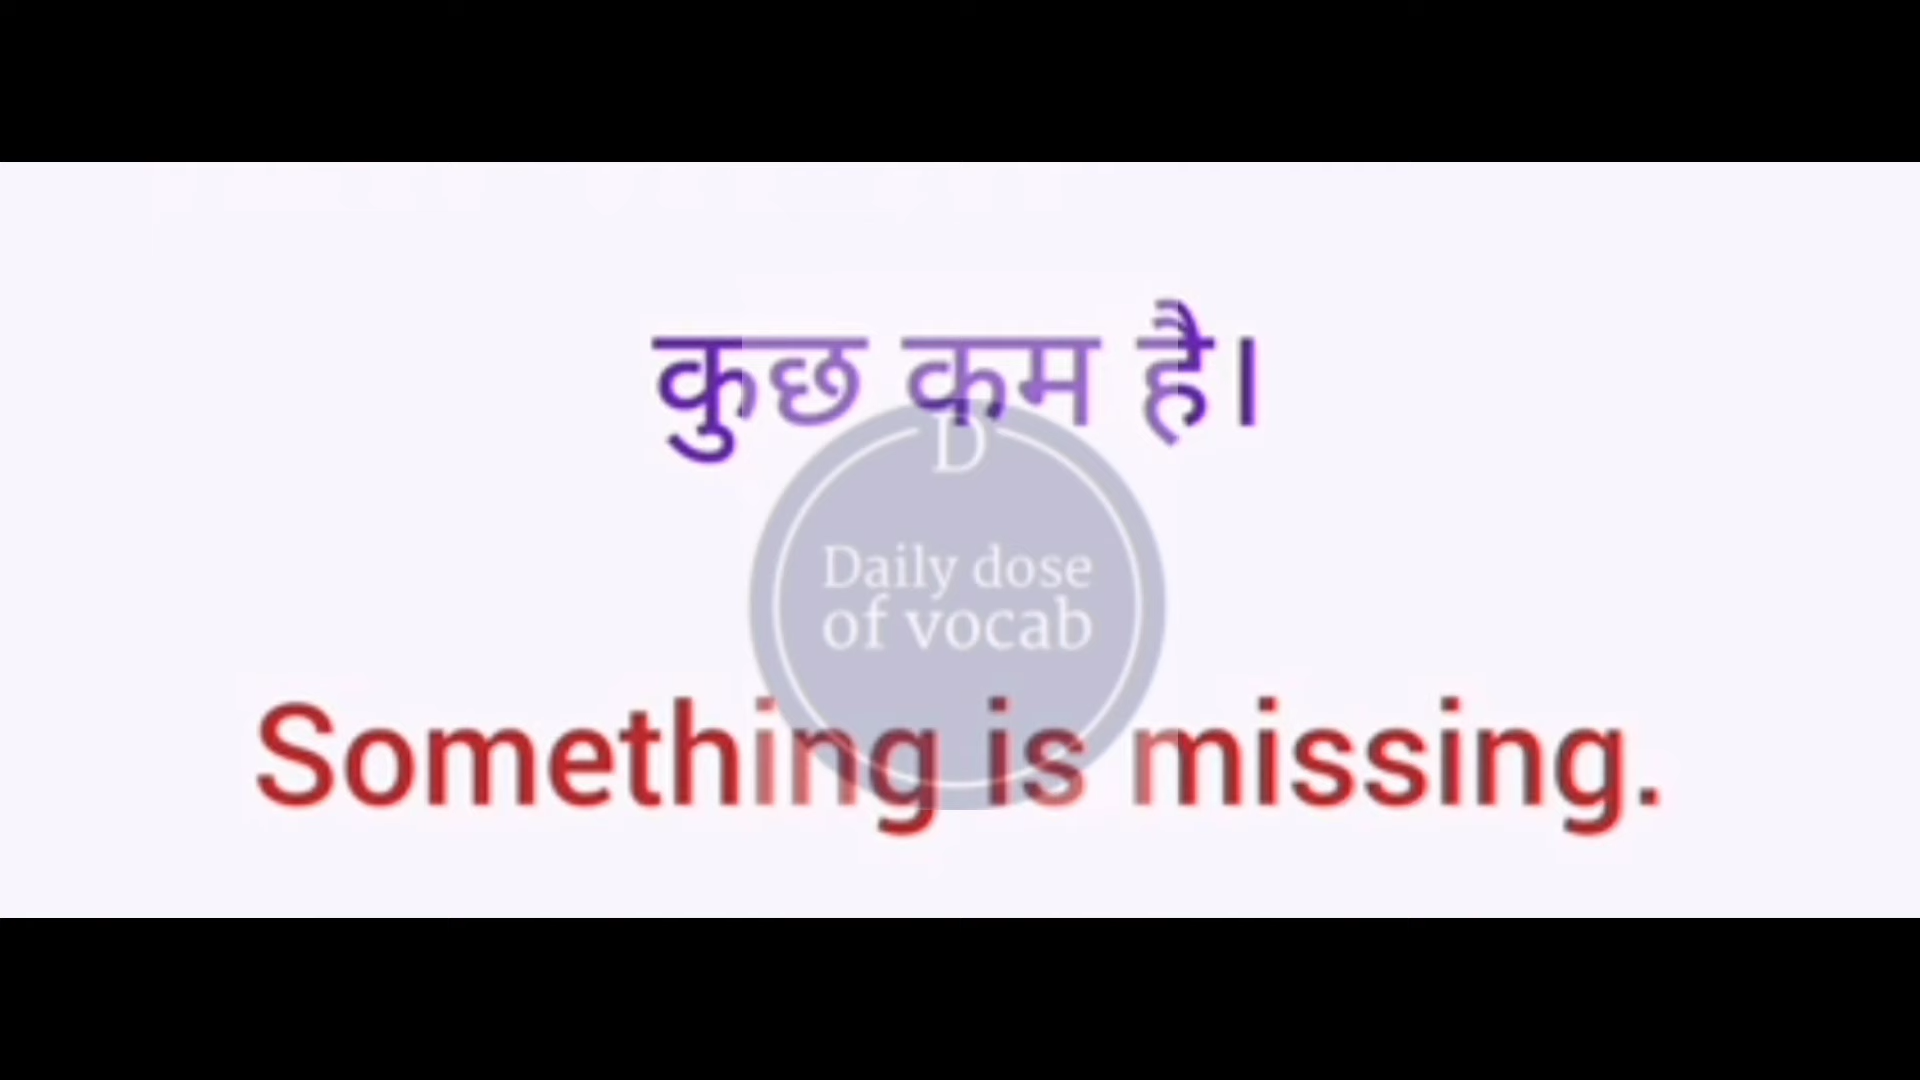 कुछ कम है।
D
Daily dose
of vocab
Something is missing.